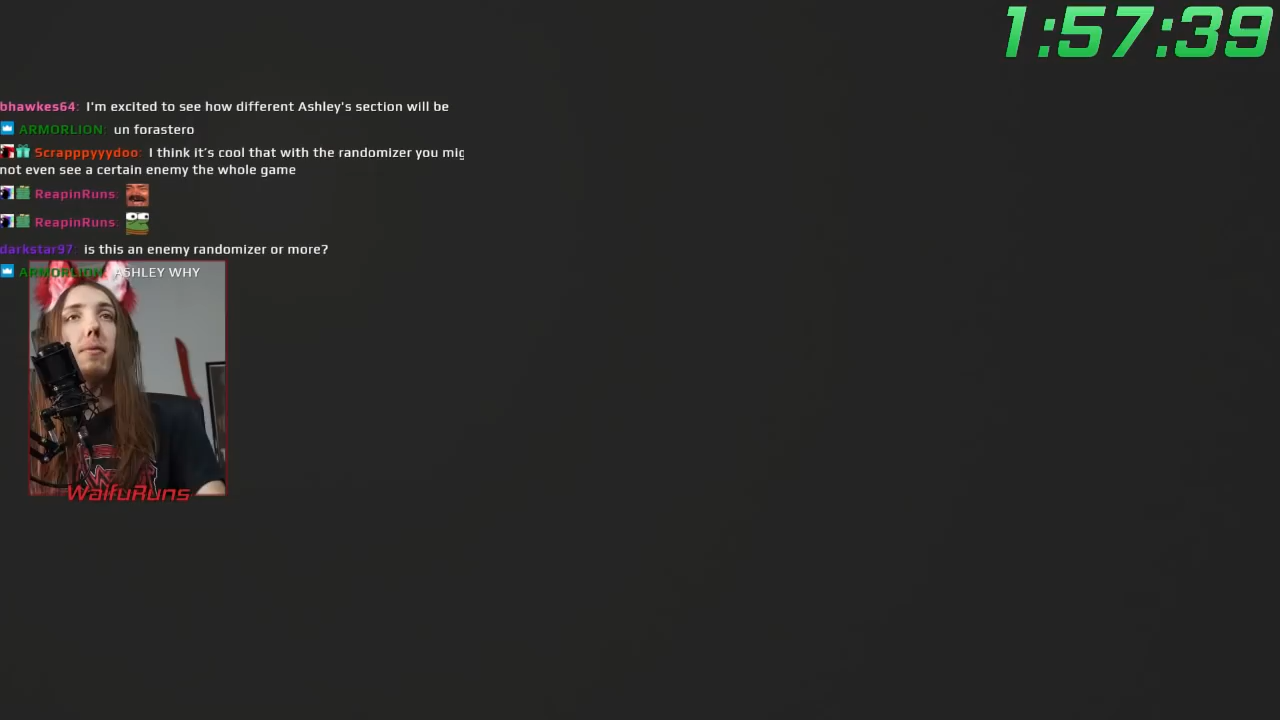 1:57:39
bhawkes64: I'm excited to see how different Ashley's section will be
ARMORLION: un forastero
Scrapppyyydoo: I think it's cool that with the randomizer you mig
not even see a certain enemy the whole game
ReapinRuns:
ReapinRuns:
darkstar97: is this an enemy randomizer or more?
ARMORLION: ASHLEY WHY
WaifuRuns